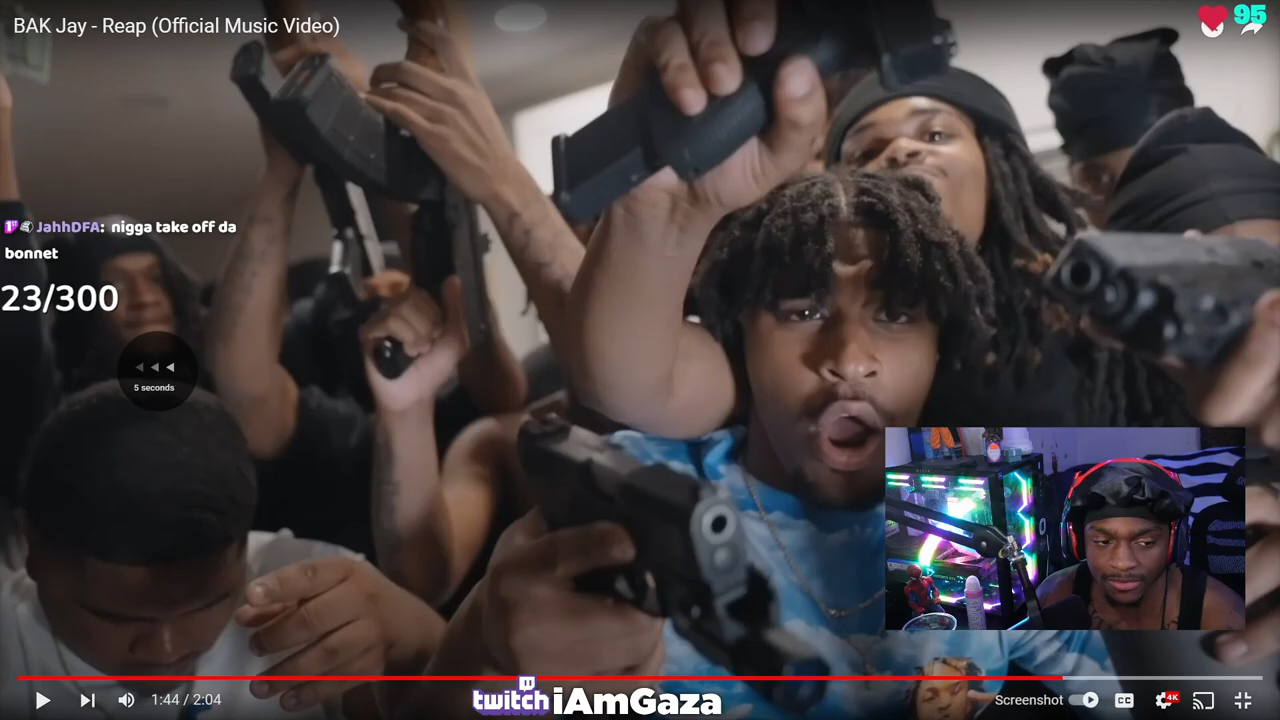 BAK Jay - Reap (Official Music Video)
95
JahhDFA: nigga take off da
bonnet
23/300
5 seconds
1:44 / 2:04
twitch iAmGaza
Screenshot
CC
4K